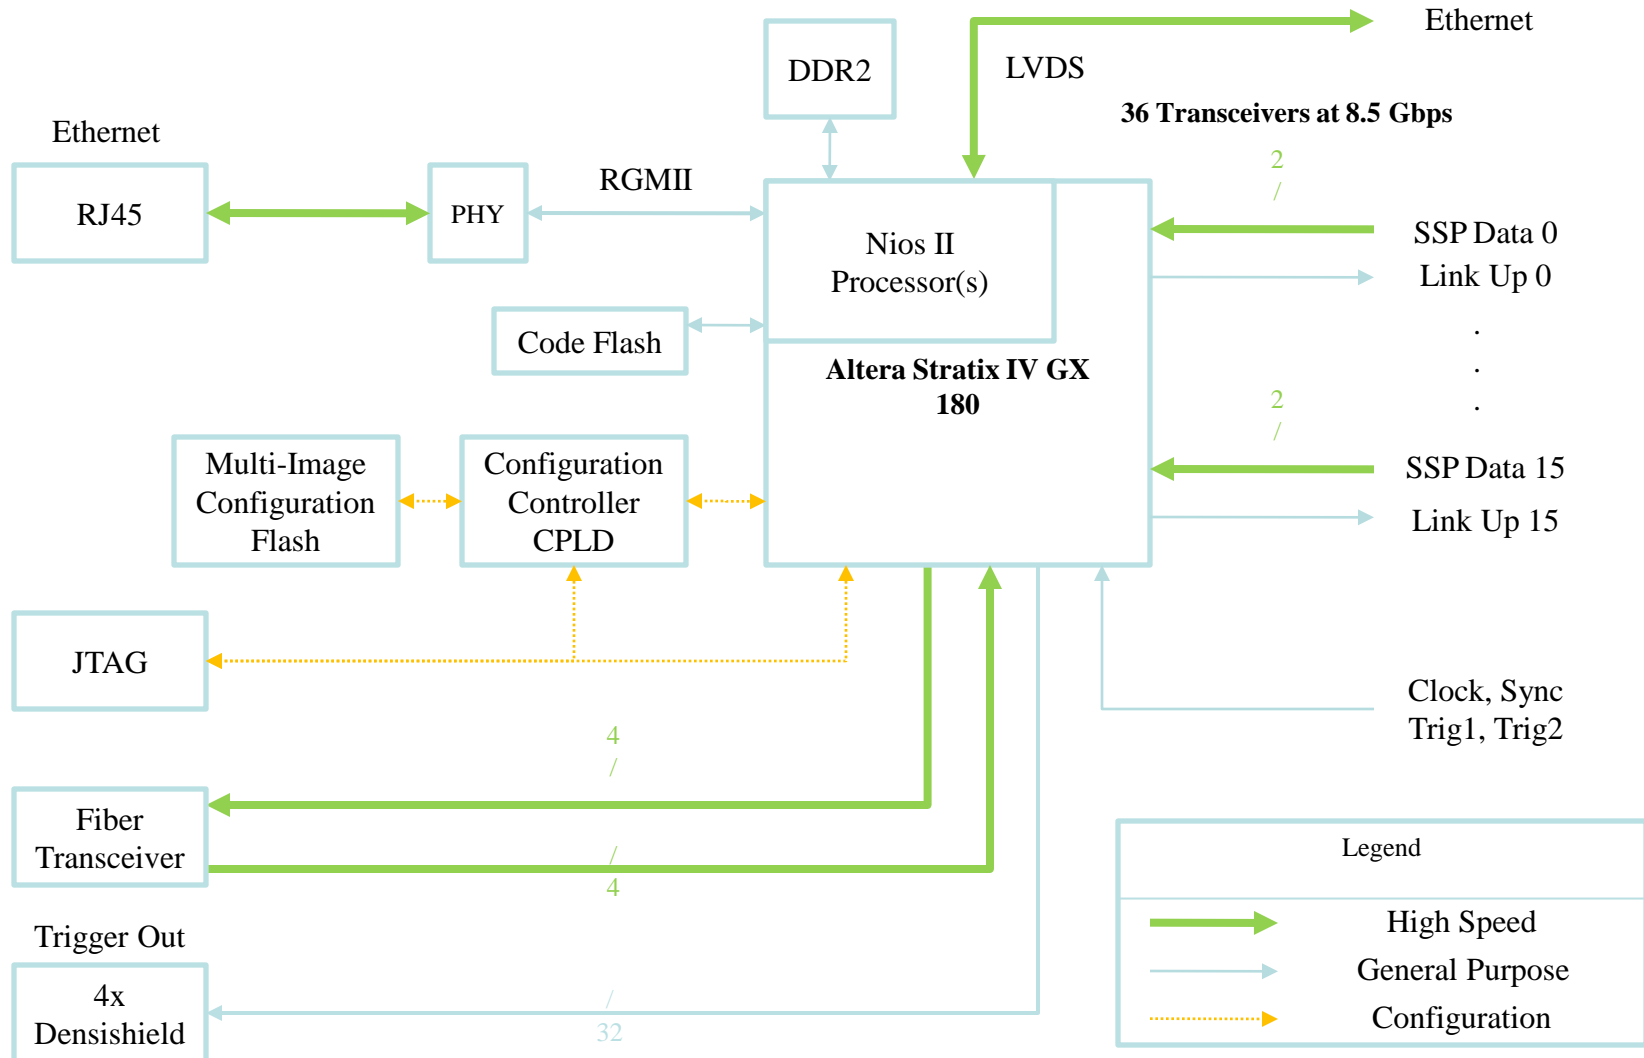 Ethernet
DDR2
LVDS
36 Transceivers at 8.5 Gbps
Ethernet
RJ45
PHY
RGMII
Nios II
Processor(s)
2
/
SSP Data 0
Link Up 0
.
.
.
Code Flash
Altera Stratix IV GX
180
2
/
SSP Data 15
Link Up 15
Multi-Image
Configuration
Flash
Configuration
Controller
CPLD
JTAG
Clock, Sync
Trig1, Trig2
4
/
Fiber
Transceiver
/
4
Trigger Out
4x
Densishield
/
32
Legend
High Speed
General Purpose
Configuration